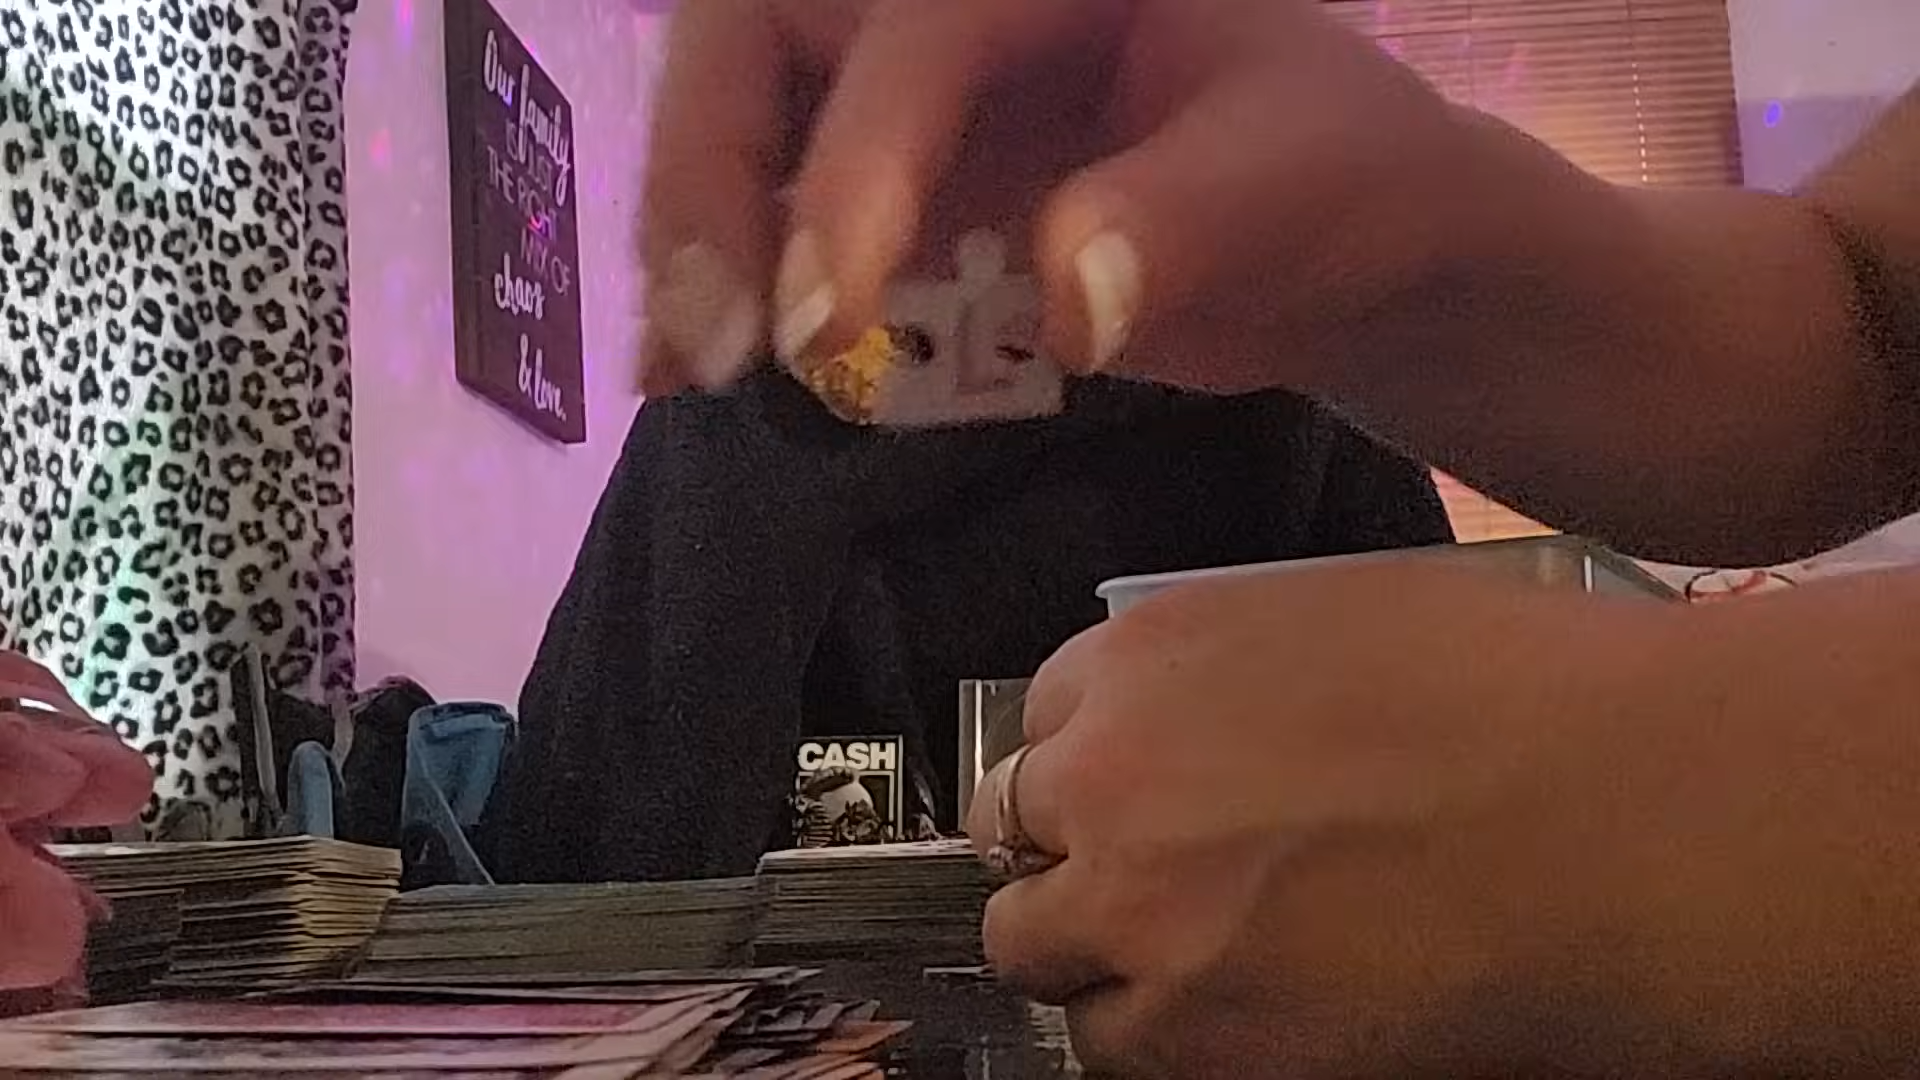 Our family
IS JUST
THE RIGHT
MIX OF
chaos
& love.
CASH